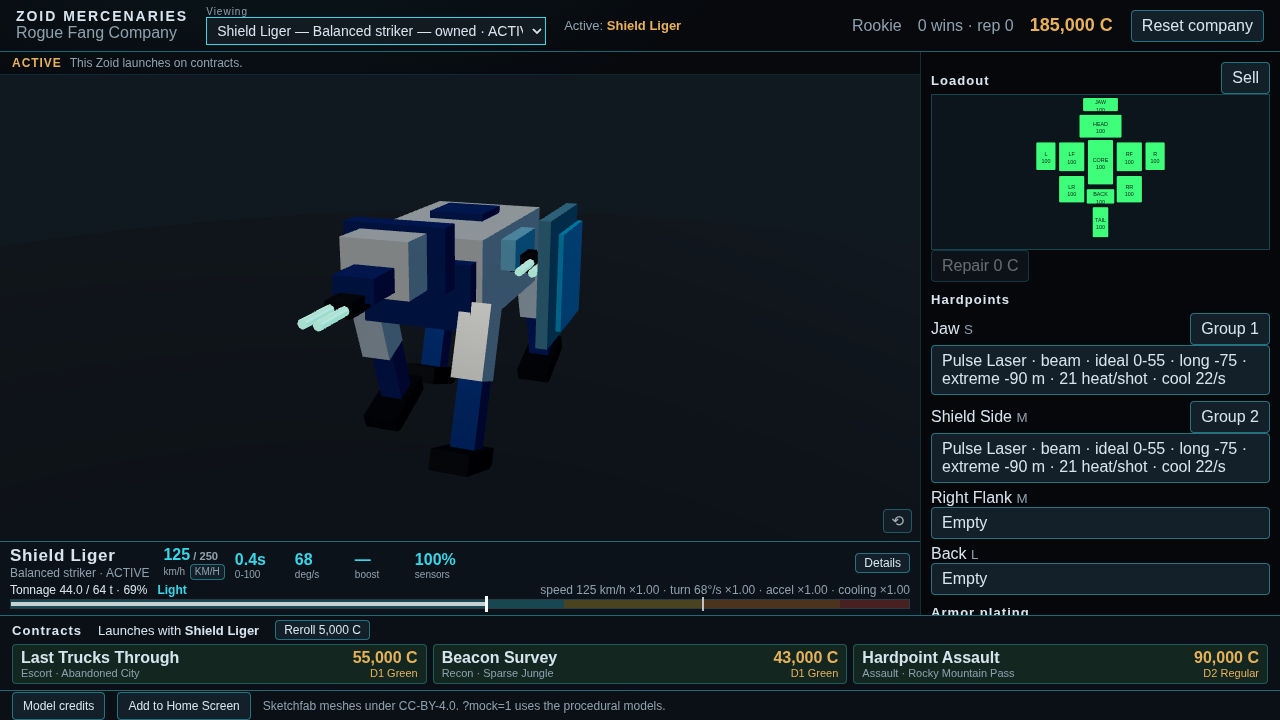 ZOID MERCENARIES
Rogue Fang Company
Viewing
Shield Liger — Balanced striker — owned · ACTIV
Active: Shield Liger
Rookie 0 wins · rep 0 185,000 C
Reset company
ACTIVE This Zoid launches on contracts.
Loadout
Sell
JAW
100
HEAD
100
L
100
LF
100
CORE
100
RF
100
R
100
LR
100
BACK
100
RR
100
TAIL
100
Repair 0 C
Hardpoints
Jaw S
Group 1
Pulse Laser · beam · ideal 0-55 · long -75 ·
extreme -90 m · 21 heat/shot · cool 22/s
Shield Side M
Group 2
Pulse Laser · beam · ideal 0-55 · long -75 ·
extreme -90 m · 21 heat/shot · cool 22/s
Right Flank M
Empty
Back L
Empty
Armor plating
⟲
Shield Liger
Balanced striker · ACTIVE
125 / 250
km/h KM/H
0.4s
0-100
68
deg/s
—
boost
100%
sensors
Details
Tonnage 44.0 / 64 t · 69% Light
speed 125 km/h ×1.00 · turn 68°/s ×1.00 · accel ×1.00 · cooling ×1.00
Contracts Launches with Shield Liger
Reroll 5,000 C
Last Trucks Through 55,000 C
Escort · Abandoned City D1 Green
Beacon Survey 43,000 C
Recon · Sparse Jungle D1 Green
Hardpoint Assault 90,000 C
Assault · Rocky Mountain Pass D2 Regular
Model credits
Add to Home Screen
Sketchfab meshes under CC-BY-4.0. ?mock=1 uses the procedural models.